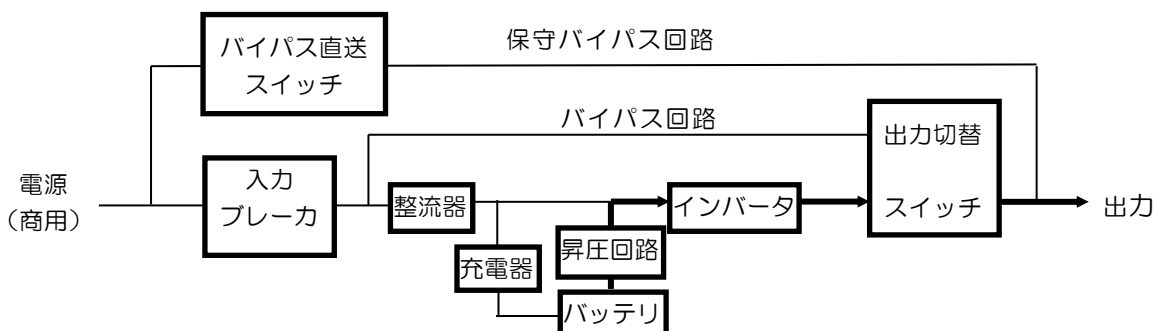 バイパス直送
スイッチ
保守バイパス回路
バイパス回路
出力切替
スイッチ
電源
（商用）
入力
ブレーカ
整流器
インバータ
出力
充電器
昇圧回路
バッテリ